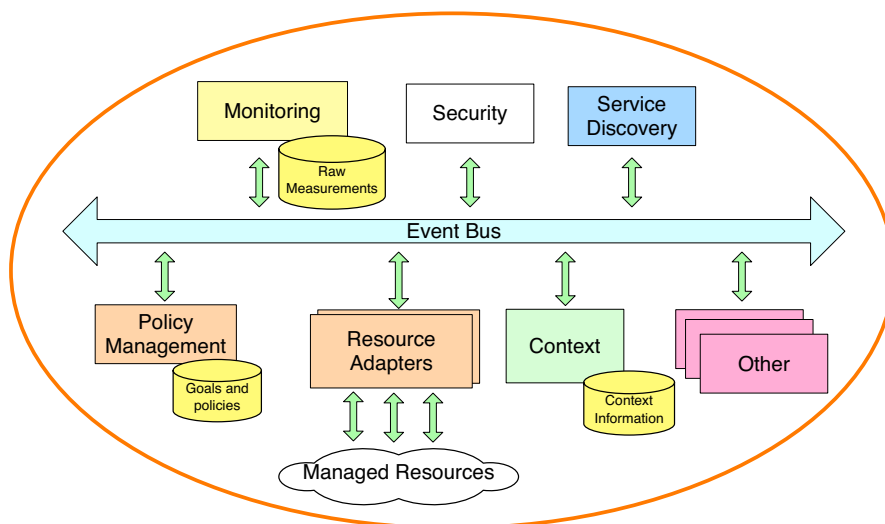 Monitoring
Security
Service
Discovery
Raw
Measurements
Event Bus
Policy
Management
Goals and
policies
Resource
Adapters
Context
Context
Information
Other
Managed Resources